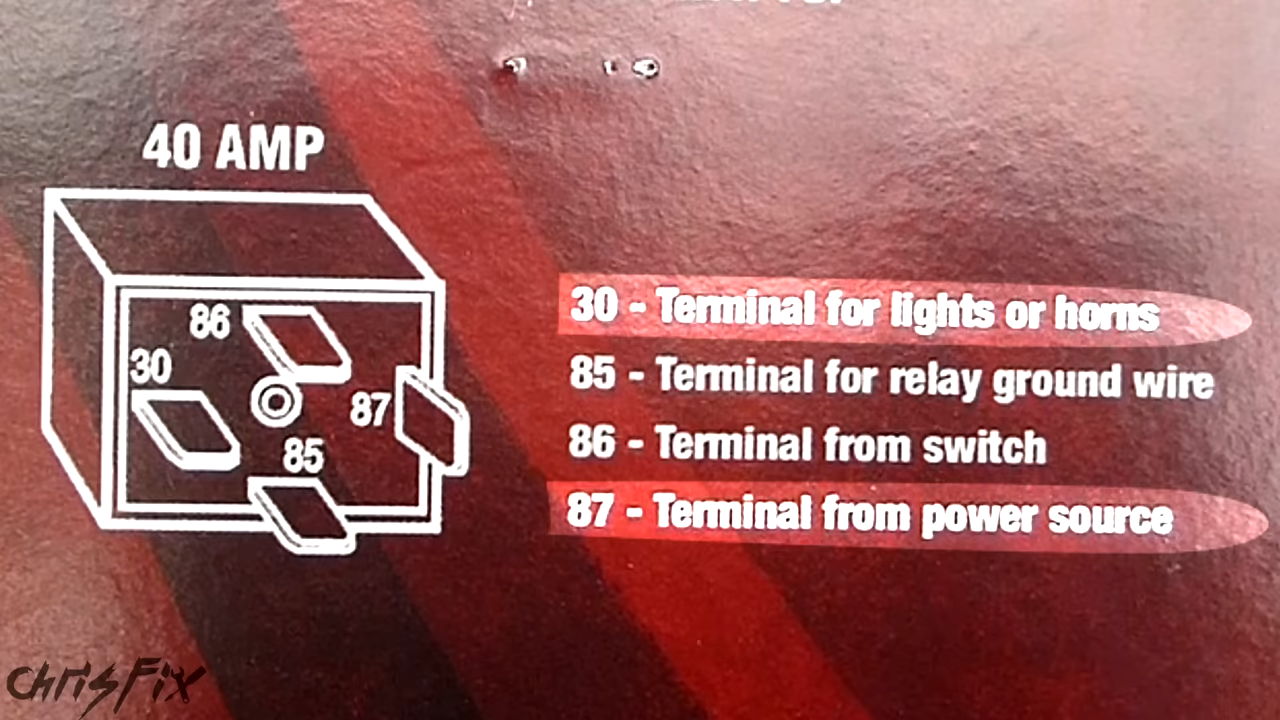 40 AMP
86
30
87
85
30 - Terminal for lights or horns
85 - Terminal for relay ground wire
86 - Terminal from switch
87 - Terminal from power source
ChrisFix